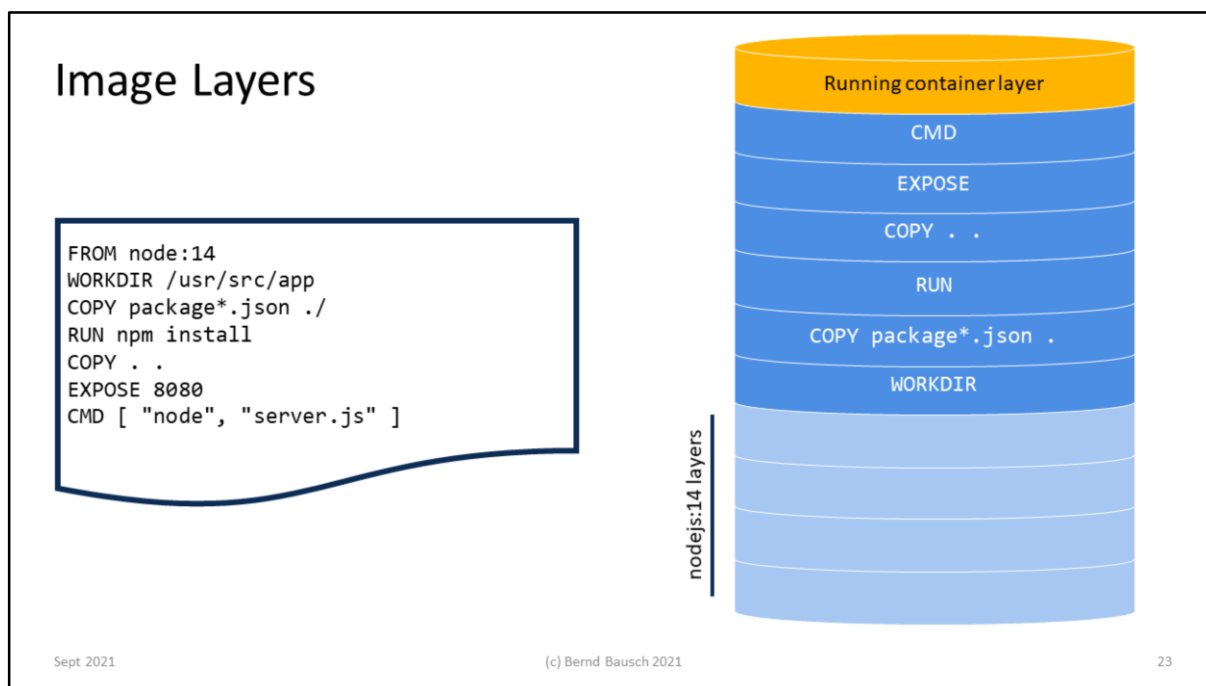 Image Layers
FROM node:14
WORKDIR /usr/src/app
COPY package*.json ./
RUN npm install
COPY . .
EXPOSE 8080
CMD [ "node", "server.js" ]
Running container layer
CMD
EXPOSE
COPY . .
RUN
COPY package*.json .
WORKDIR
nodejs:14 layers
Sept 2021
(c) Bernd Bausch 2021
23